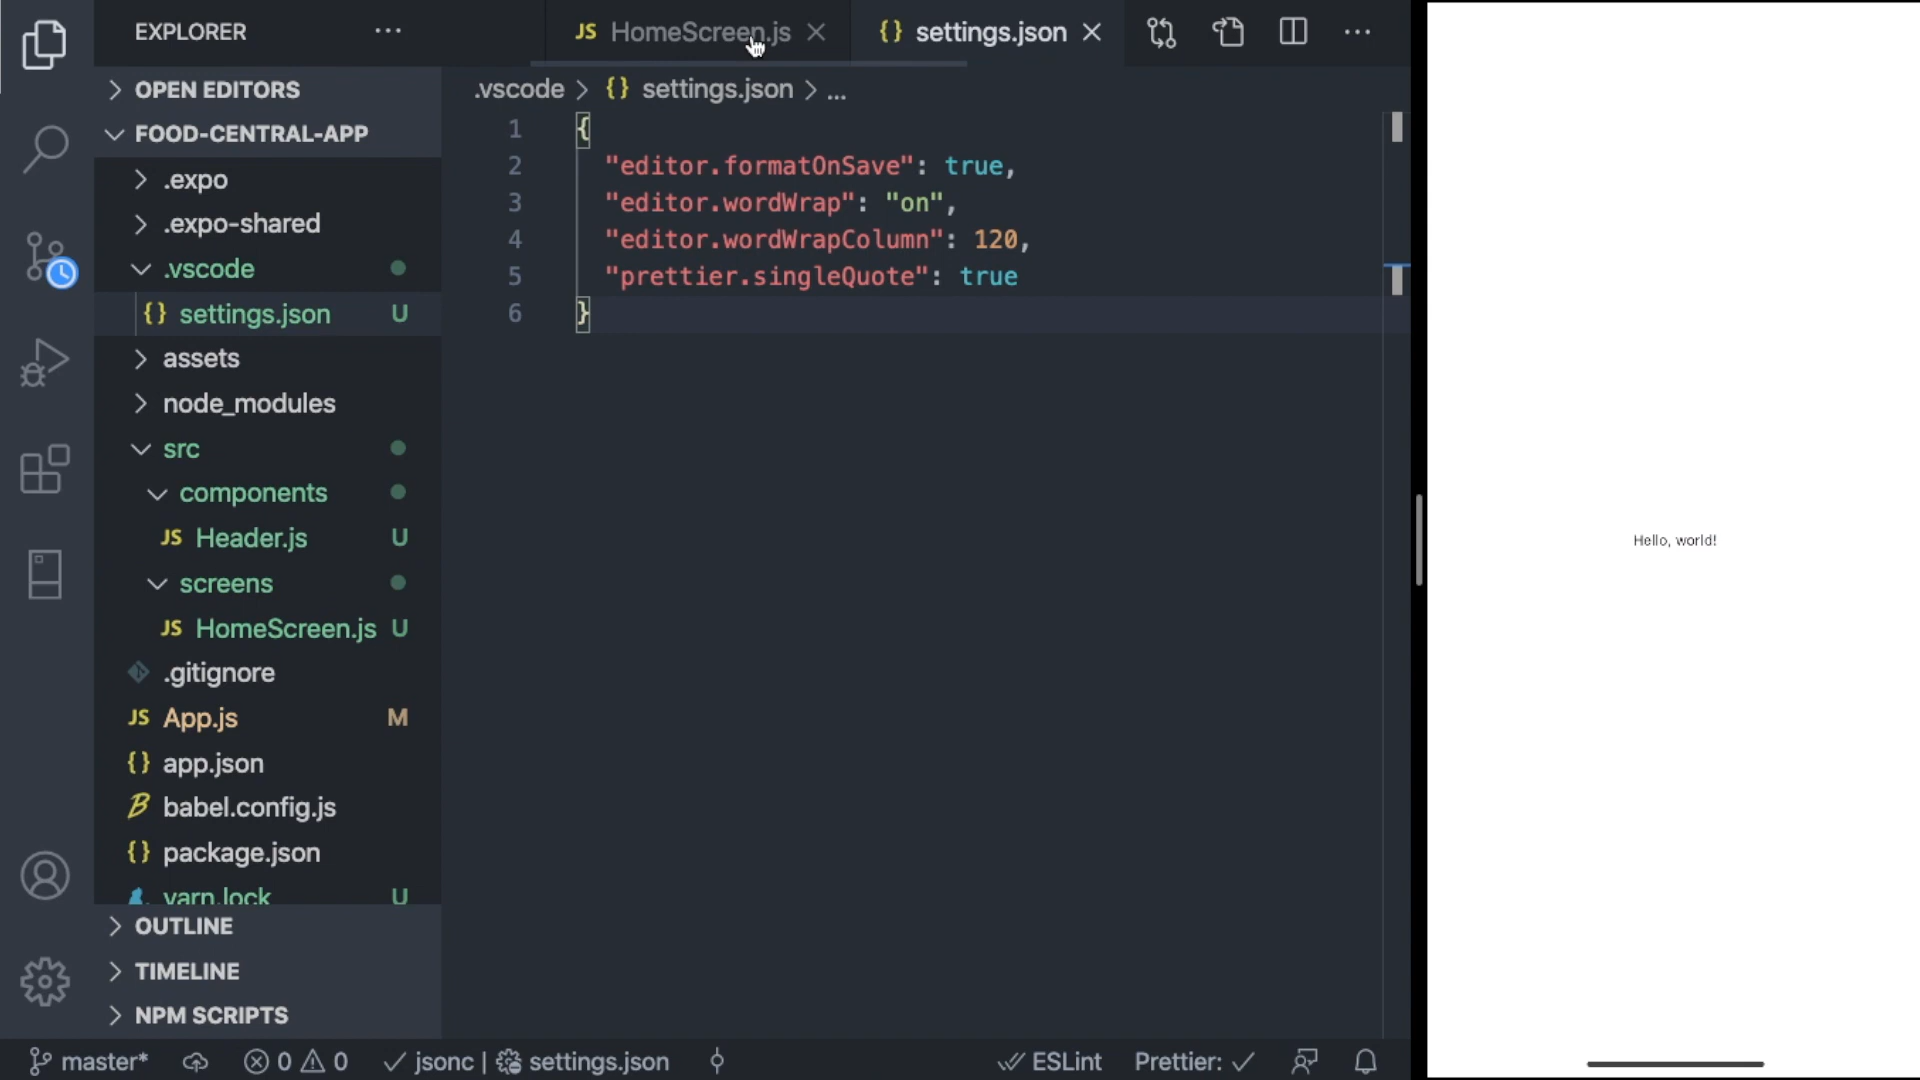 EXPLORER
JS HomeScreen.js
{} settings.json
OPEN EDITORS
FOOD-CENTRAL-APP
.expo
.expo-shared
.vscode
{} settings.json U
assets
node_modules
src
components
JS Header.js U
screens
JS HomeScreen.js U
.gitignore
JS App.js M
{} app.json
babel.config.js
{} package.json
yarn.lock U
OUTLINE
TIMELINE
NPM SCRIPTS
.vscode > {} settings.json > ...
1 {
2 "editor.formatOnSave": true,
3 "editor.wordWrap": "on",
4 "editor.wordWrapColumn": 120,
5 "prettier.singleQuote": true
6 }
Hello, world!
master* 0 0 jsonc | settings.json ESLint Prettier: ✓